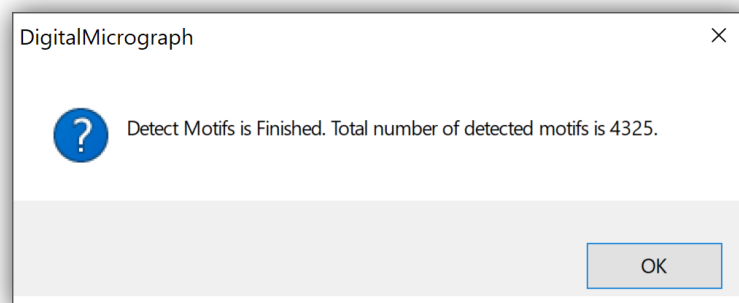 DigitalMicrograph
?
Detect Motifs is Finished. Total number of detected motifs is 4325.
OK